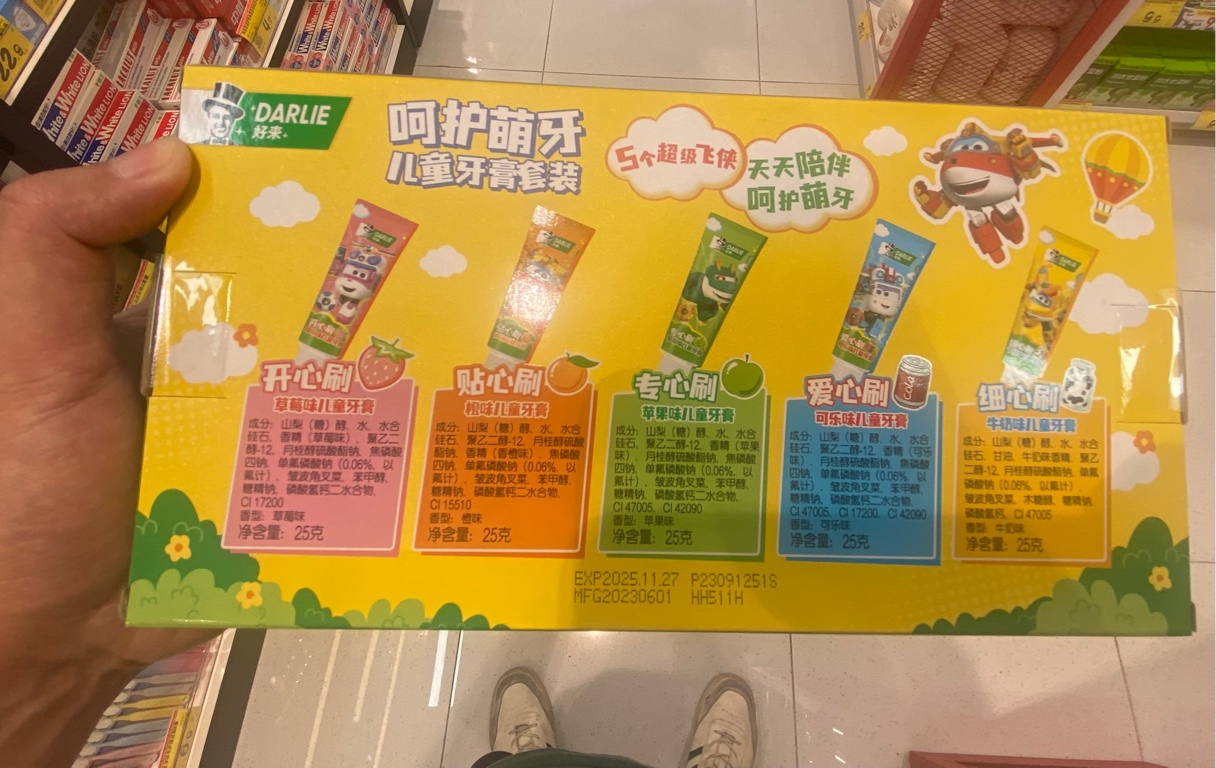 22.9
White LION
White
White
9.9
DARLIE
好来
呵护萌牙
儿童牙膏套装
5个超级飞侠
天天陪伴
呵护萌牙
DARLIE
DARLIE
DARLIE
DARLIE
DARLIE
开心刷
草莓味儿童牙膏
成分: 山梨（糖）醇、水、水合
硅石、香精（草莓味）、聚乙二
醇-12、月桂醇硫酸酯钠、焦磷酸
四钠、单氟磷酸钠（0.06%，以
氟计）、皱波角叉菜、苯甲醇、
糖精钠、磷酸氢钙二水合物、
CI 17200
香型: 草莓味
净含量: 25克
贴心刷
橙味儿童牙膏
成分: 山梨（糖）醇、水、水合
硅石、聚乙二醇-12、月桂醇硫酸
酯钠、香精（香橙味）、焦磷酸
四钠、单氟磷酸钠（0.06%，以
氟计）、皱波角叉菜、苯甲醇、
糖精钠、磷酸氢钙二水合物、
CI 15510
香型: 橙味
净含量: 25克
专心刷
苹果味儿童牙膏
成分: 山梨（糖）醇、水、水合
硅石、聚乙二醇-12、香精（苹果
味）、月桂醇硫酸酯钠、焦磷酸
四钠、单氟磷酸钠（0.06%，以
氟计）、皱波角叉菜、苯甲醇、
糖精钠、磷酸氢钙二水合物、
CI 47005、CI 42090
香型: 苹果味
净含量: 25克
爱心刷
Cola
可乐味儿童牙膏
成分: 山梨（糖）醇、水、水合
硅石、聚乙二醇-12、香精（可乐
味）、月桂醇硫酸酯钠、焦磷酸
四钠、单氟磷酸钠（0.06%，以
氟计）、皱波角叉菜、苯甲醇、
糖精钠、磷酸氢钙二水合物、
CI 47005、CI 17200、CI 42090
香型: 可乐味
净含量: 25克
细心刷
牛奶味儿童牙膏
成分: 山梨（糖）醇、水、水合
硅石、甘油、牛奶味香精、聚乙
二醇-12、月桂醇硫酸酯钠、单氟
磷酸钠（0.06%，以氟计）、
皱波角叉菜、木糖醇、糖精钠、
磷酸氢钙、CI 47005
香型: 牛奶味
净含量: 25克
EXP2025.11.27 P23091251S
MFG20230601 HH511H